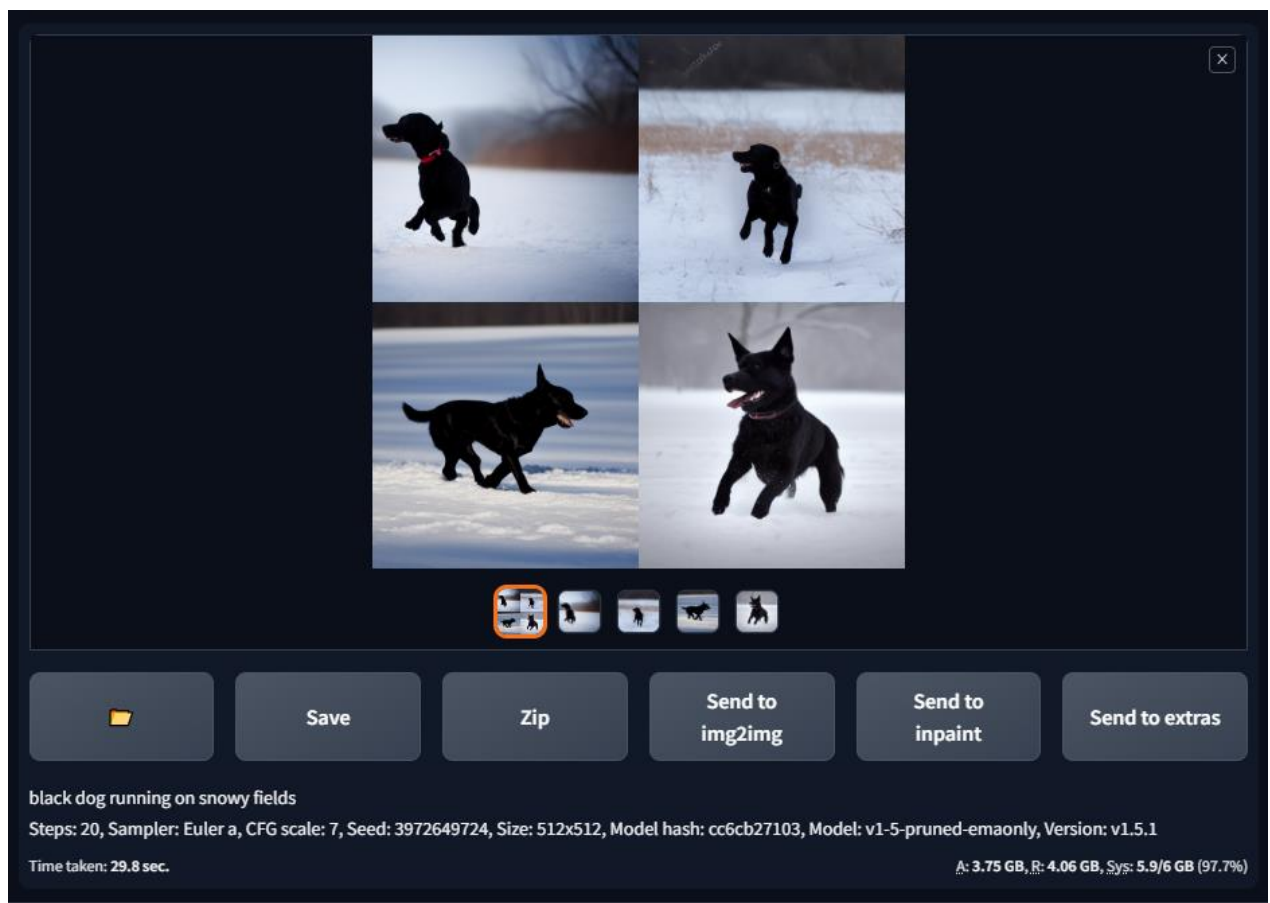 Save
Zip
Send to
img2img
Send to
inpaint
Send to extras
black dog running on snowy fields
Steps: 20, Sampler: Euler a, CFG scale: 7, Seed: 3972649724, Size: 512x512, Model hash: cc6cb27103, Model: v1-5-pruned-emaonly, Version: v1.5.1
Time taken: 29.8 sec.
A: 3.75 GB, R: 4.06 GB, Sys: 5.9/6 GB (97.7%)